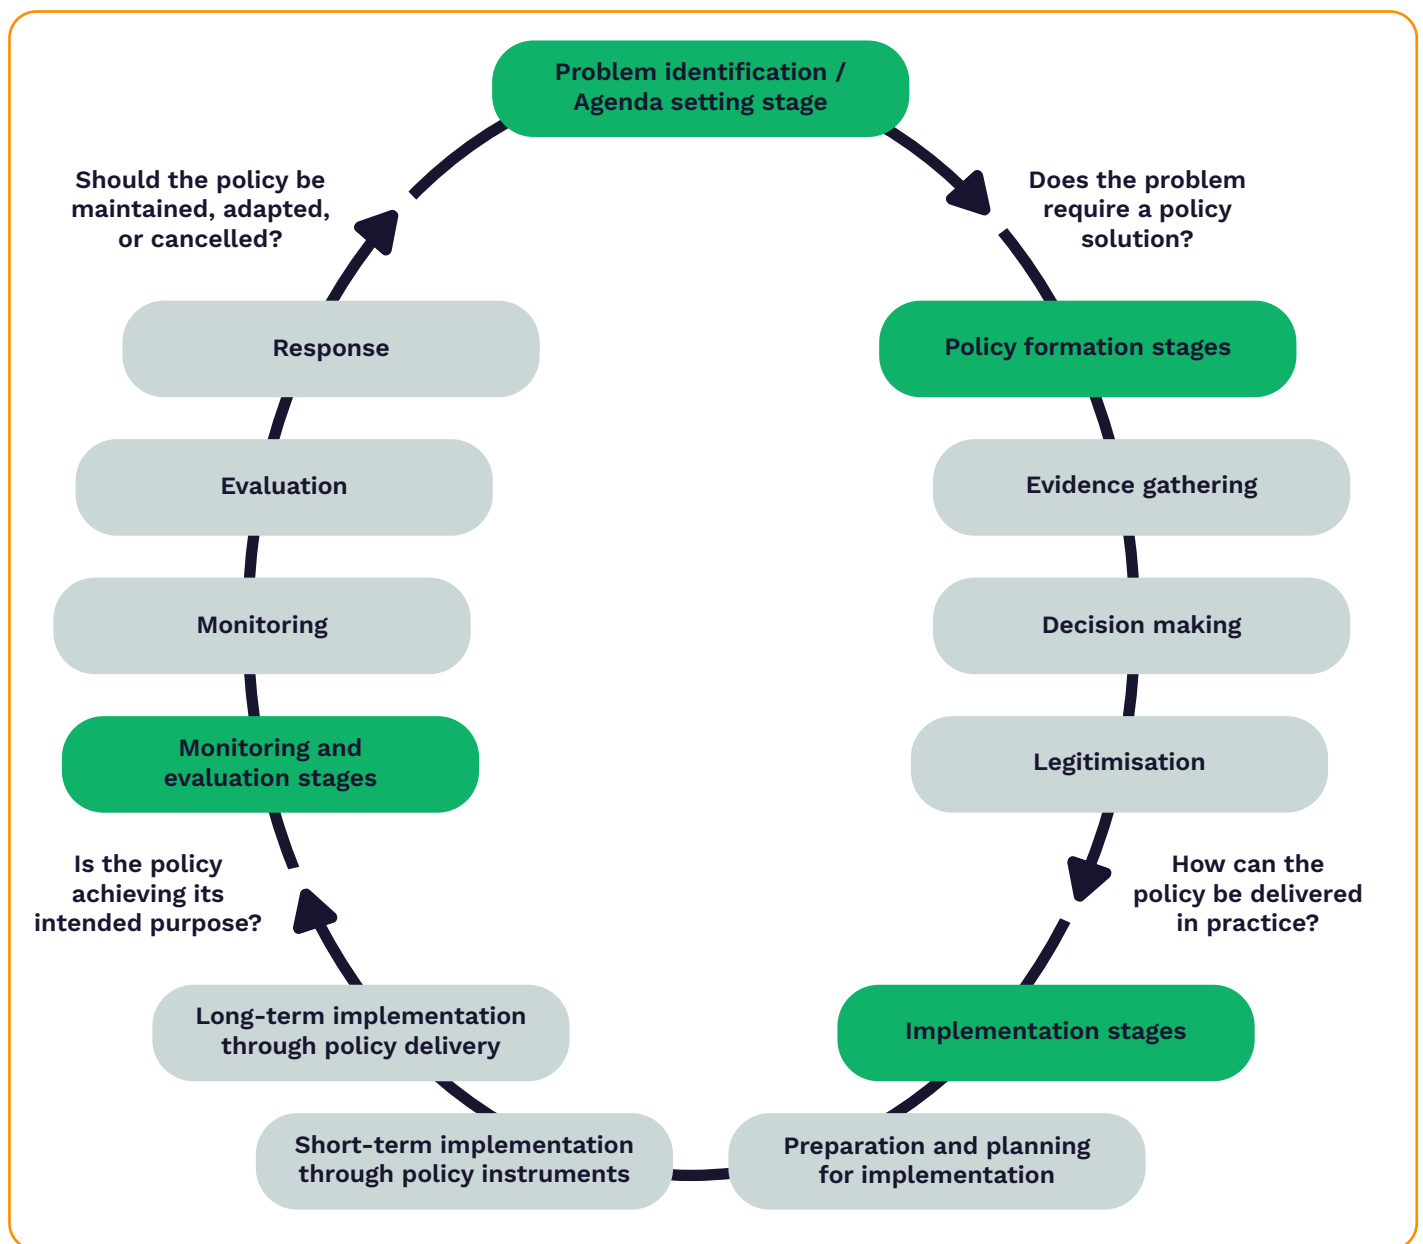 Problem identification /
Agenda setting stage
Does the problem
require a policy
solution?
Policy formation stages
Evidence gathering
Decision making
Legitimisation
How can the
policy be delivered
in practice?
Implementation stages
Preparation and planning
for implementation
Short-term implementation
through policy instruments
Long-term implementation
through policy delivery
Is the policy
achieving its
intended purpose?
Monitoring and
evaluation stages
Monitoring
Evaluation
Response
Should the policy be
maintained, adapted,
or cancelled?